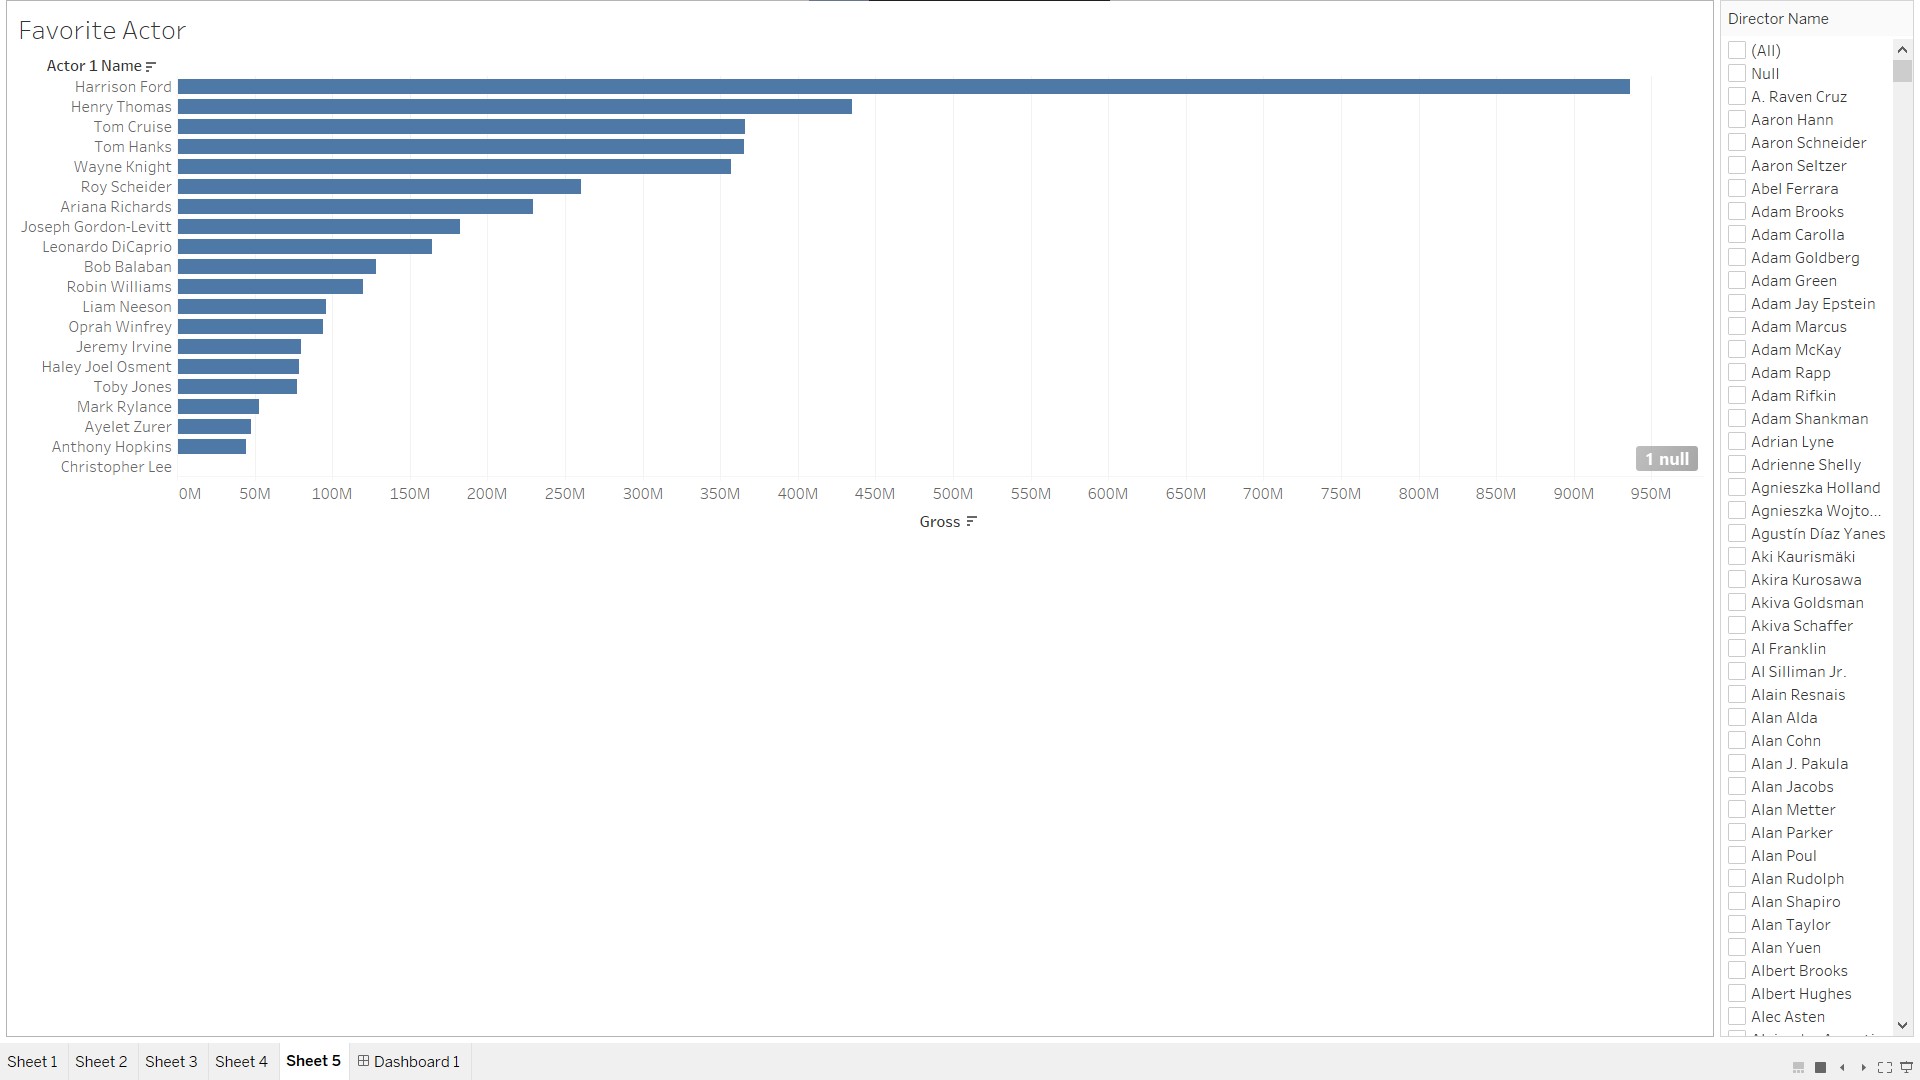 Favorite Actor
Actor 1 Name
Harrison Ford
Henry Thomas
Tom Cruise
Tom Hanks
Wayne Knight
Roy Scheider
Ariana Richards
Joseph Gordon-Levitt
Leonardo DiCaprio
Bob Balaban
Robin Williams
Liam Neeson
Oprah Winfrey
Jeremy Irvine
Haley Joel Osment
Toby Jones
Mark Rylance
Ayelet Zurer
Anthony Hopkins
Christopher Lee
1 null
0M 50M 100M 150M 200M 250M 300M 350M 400M 450M 500M 550M 600M 650M 700M 750M 800M 850M 900M 950M
Gross
Director Name
(All)
Null
A. Raven Cruz
Aaron Hann
Aaron Schneider
Aaron Seltzer
Abel Ferrara
Adam Brooks
Adam Carolla
Adam Goldberg
Adam Green
Adam Jay Epstein
Adam Marcus
Adam McKay
Adam Rapp
Adam Rifkin
Adam Shankman
Adrian Lyne
Adrienne Shelly
Agnieszka Holland
Agnieszka Wojto...
Agustín Díaz Yanes
Aki Kaurismäki
Akira Kurosawa
Akiva Goldsman
Akiva Schaffer
Al Franklin
Al Silliman Jr.
Alain Resnais
Alan Alda
Alan Cohn
Alan J. Pakula
Alan Jacobs
Alan Metter
Alan Parker
Alan Poul
Alan Rudolph
Alan Shapiro
Alan Taylor
Alan Yuen
Albert Brooks
Albert Hughes
Alec Asten
Sheet 1 Sheet 2 Sheet 3 Sheet 4 Sheet 5 Dashboard 1